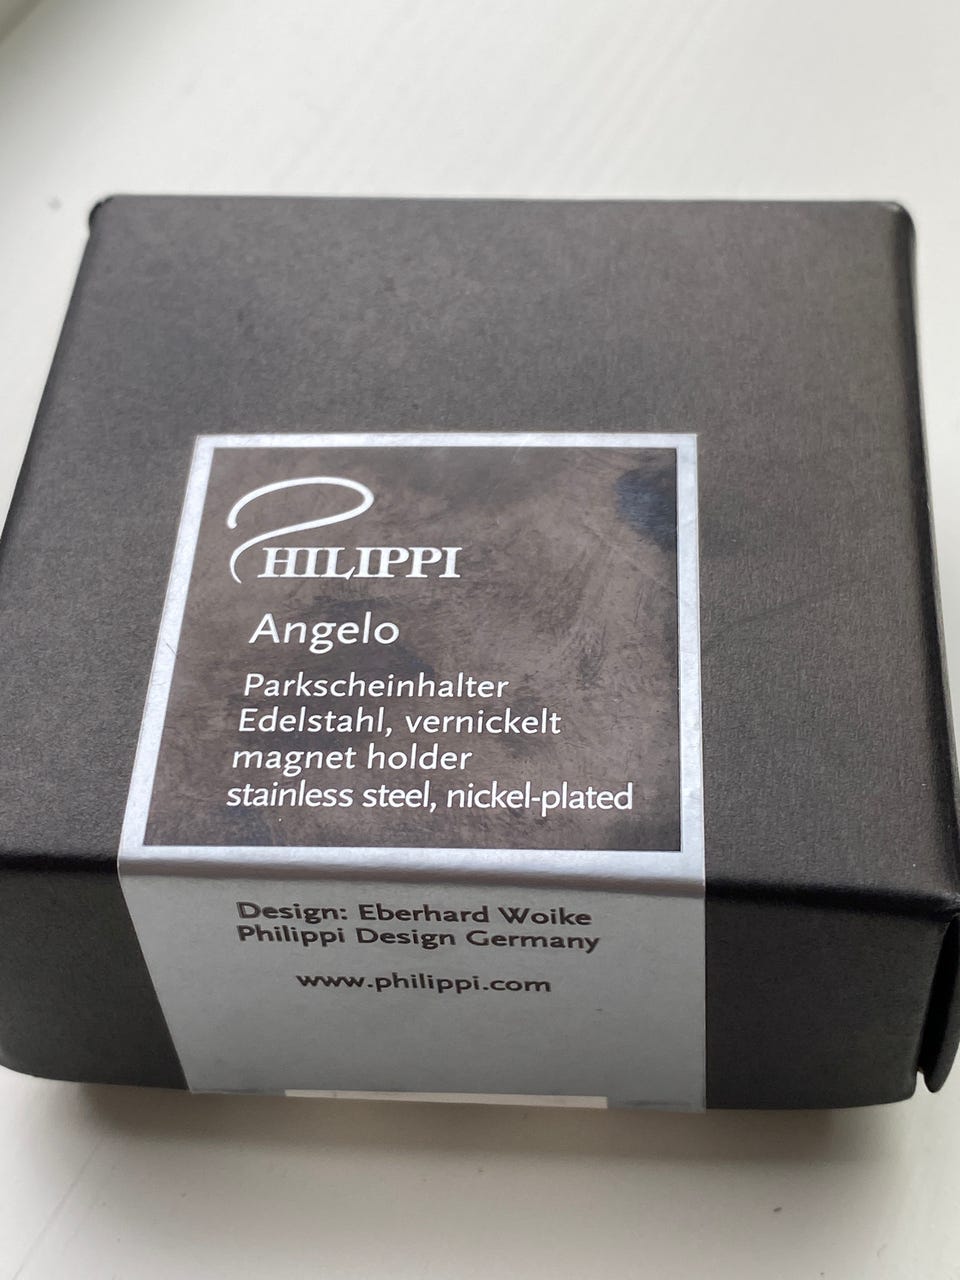 PHILIPPI
Angelo
Parkscheinhalter
Edelstahl, vernickelt
magnet holder
stainless steel, nickel-plated
Design: Eberhard Woike
Philippi Design Germany
www.philippi.com